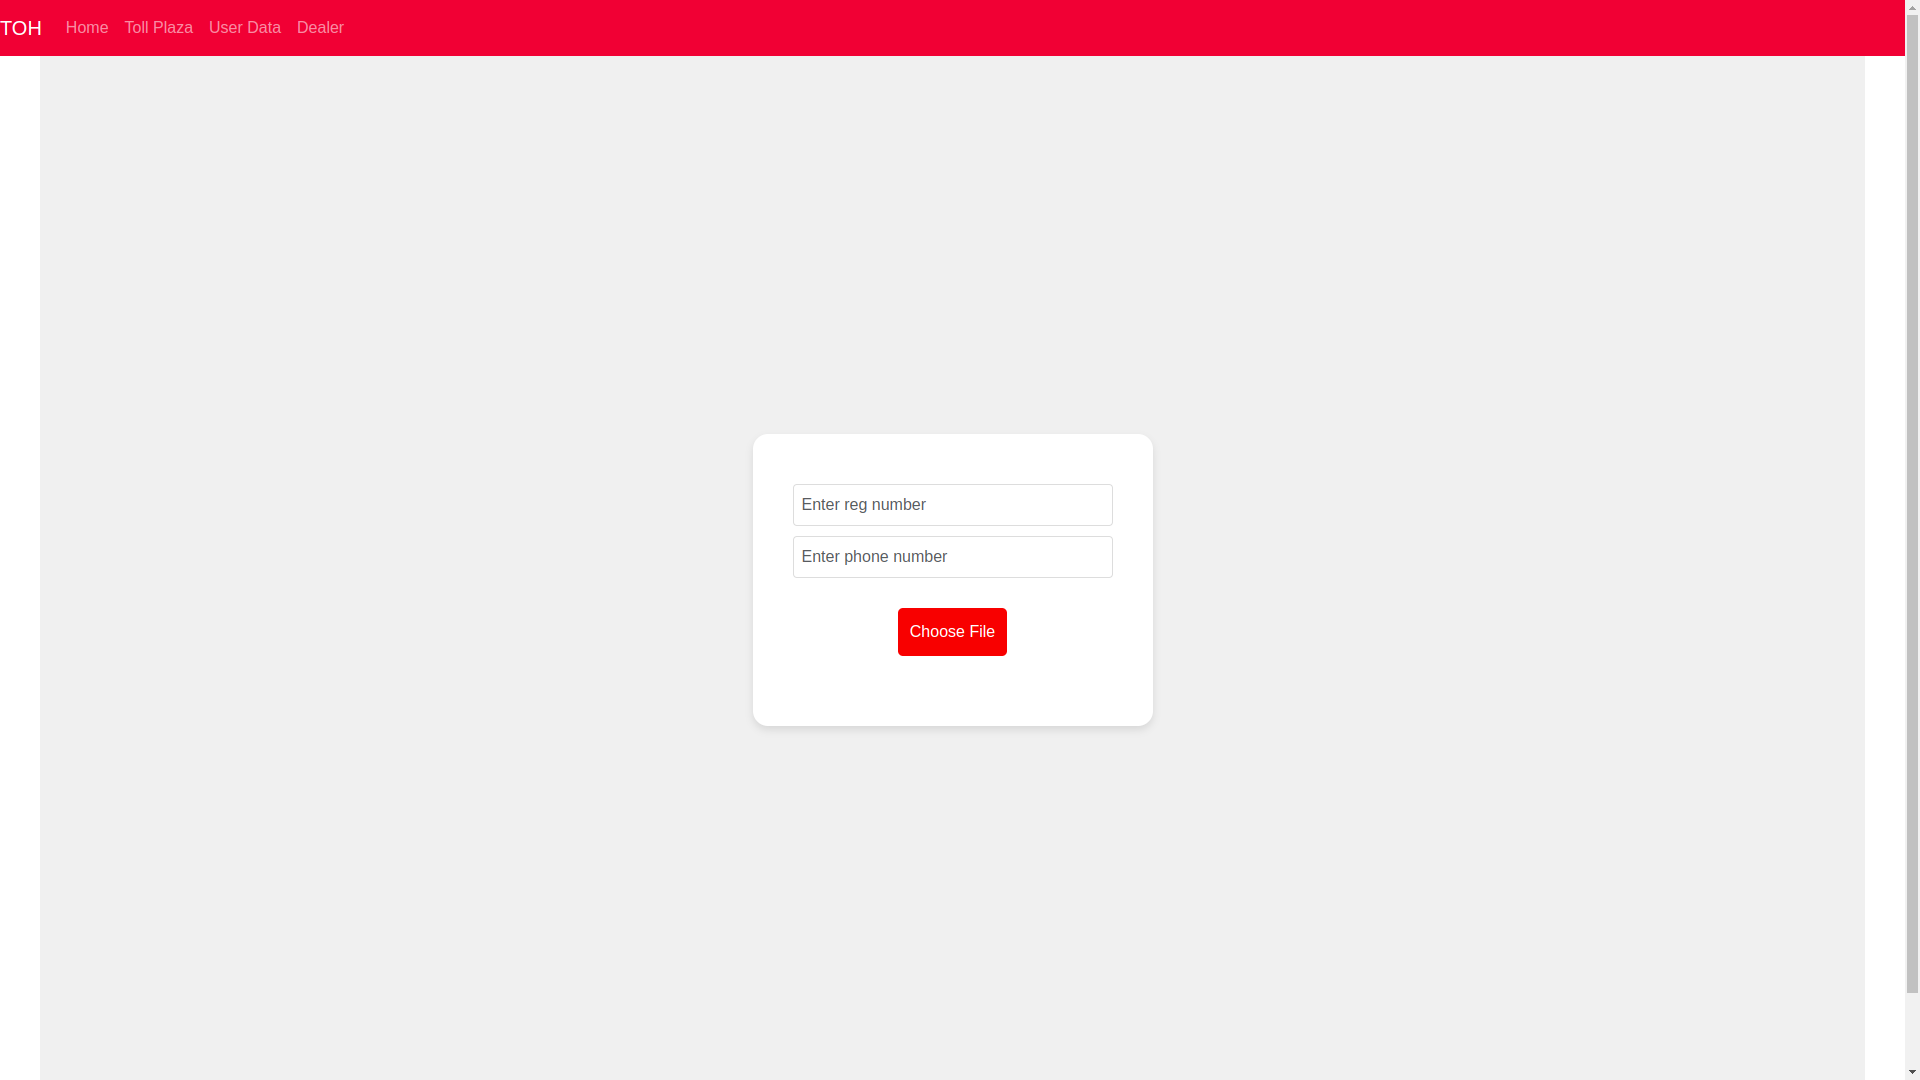 TOH Home Toll Plaza User Data Dealer
Enter reg number
Enter phone number
Choose File